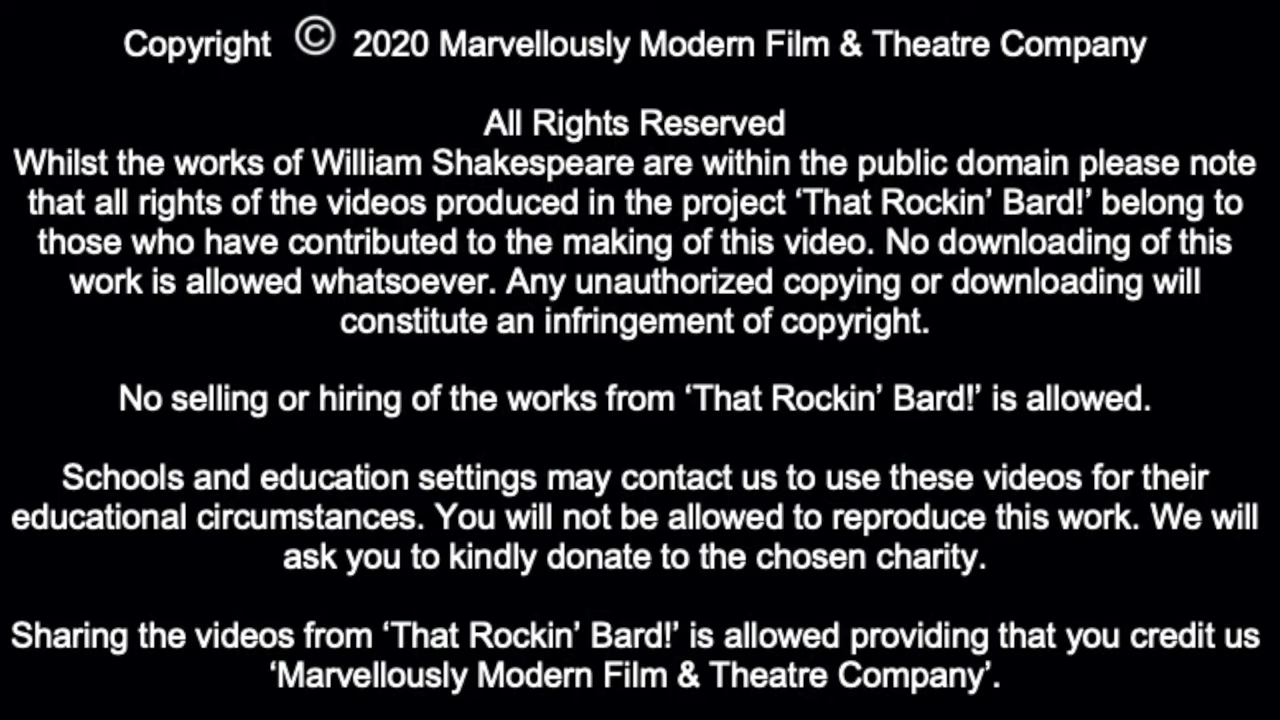 Copyright © 2020 Marvellously Modern Film & Theatre Company
All Rights Reserved
Whilst the works of William Shakespeare are within the public domain please note
that all rights of the videos produced in the project ‘That Rockin’ Bard!’ belong to
those who have contributed to the making of this video. No downloading of this
work is allowed whatsoever. Any unauthorized copying or downloading will
constitute an infringement of copyright.
No selling or hiring of the works from ‘That Rockin’ Bard!’ is allowed.
Schools and education settings may contact us to use these videos for their
educational circumstances. You will not be allowed to reproduce this work. We will
ask you to kindly donate to the chosen charity.
Sharing the videos from ‘That Rockin’ Bard!’ is allowed providing that you credit us
‘Marvellously Modern Film & Theatre Company’.